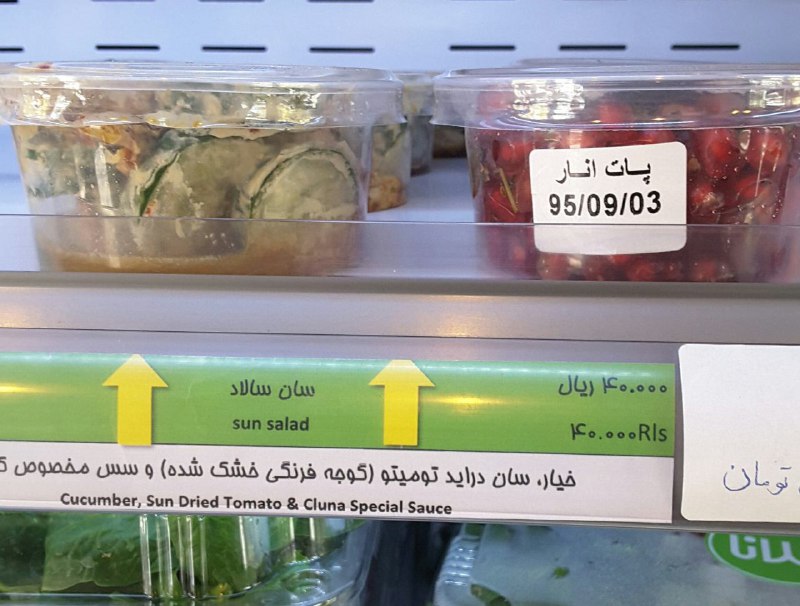 پات انار
95/09/03
سان سالاد
۴۰.۰۰۰ ریال
sun salad
۴۰.۰۰۰Rls
خیار، سان دراید تومیتو (گوجه فرنگی خشک شده) و سس مخصوص
Cucumber, Sun Dried Tomato & Cluna Special Sauce
تومان